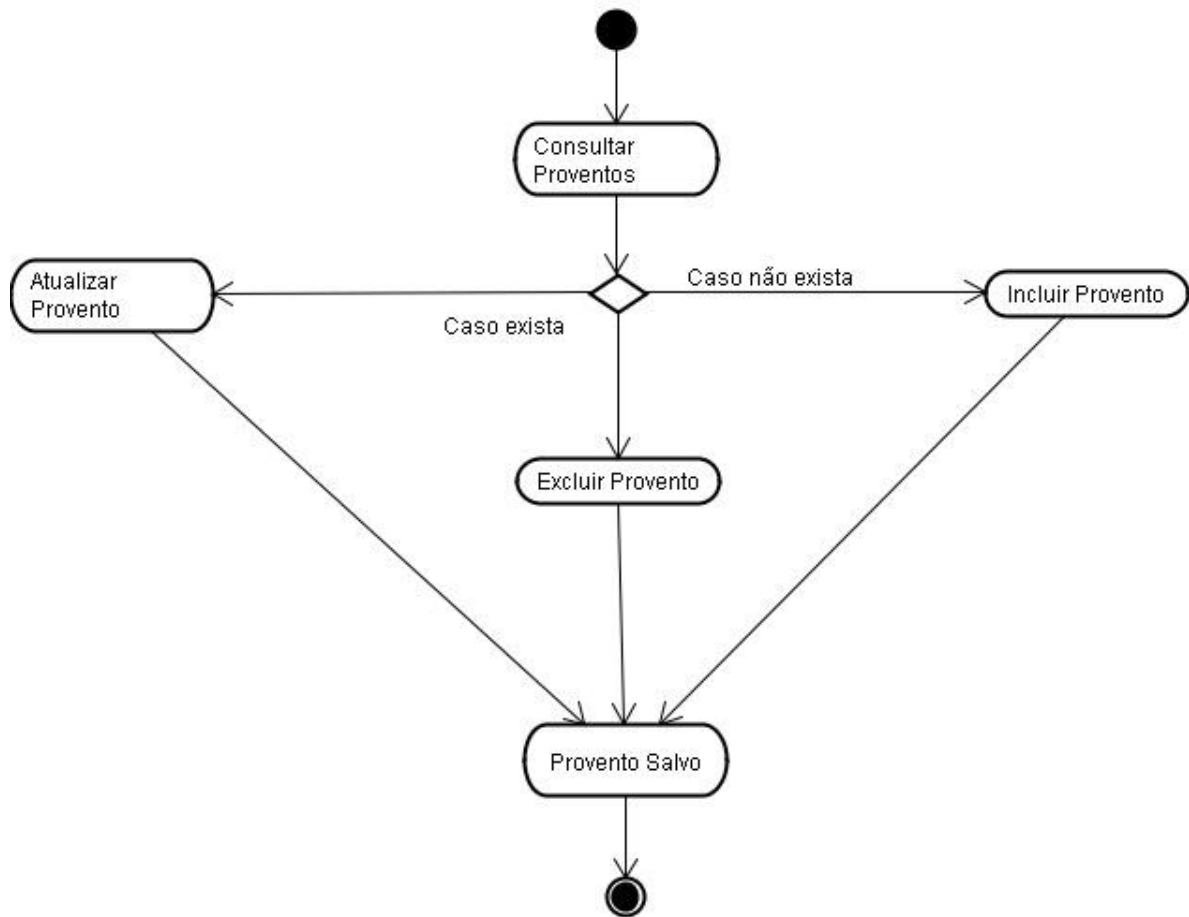 Consultar
Proventos
Atualizar
Provento
Caso não exista
Incluir Provento
Caso exista
Excluir Provento
Provento Salvo